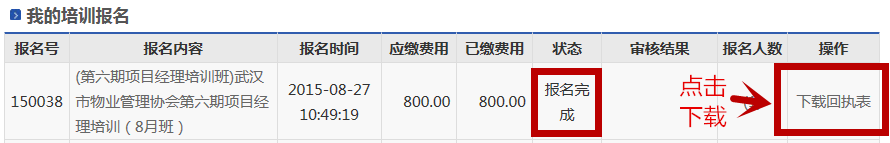 我的培训报名
报名号 报名内容 报名时间 应缴费用 已缴费用 状态 审核结果 报名人数 操作
150038 (第六期项目经理培训班)武汉市物业管理协会第六期项目经理培训（8月班） 2015-08-27 10:49:19 800.00 800.00 报名完成 下载回执表
点击
下载